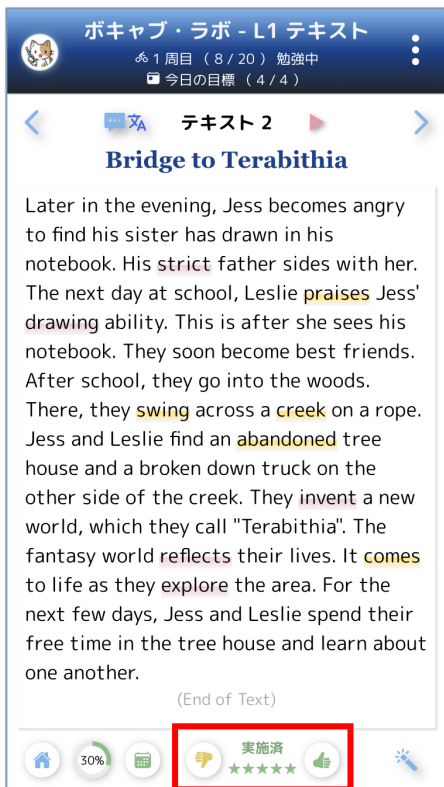 ボキャブ・ラボ - L1 テキスト
1 周目 （ 8 / 20 ） 勉強中
今日の目標 （ 4 / 4 ）
テキスト 2
Bridge to Terabithia
Later in the evening, Jess becomes angry
to find his sister has drawn in his
notebook. His strict father sides with her.
The next day at school, Leslie praises Jess'
drawing ability. This is after she sees his
notebook. They soon become best friends.
After school, they go into the woods.
There, they swing across a creek on a rope.
Jess and Leslie find an abandoned tree
house and a broken down truck on the
other side of the creek. They invent a new
world, which they call "Terabithia". The
fantasy world reflects their lives. It comes
to life as they explore the area. For the
next few days, Jess and Leslie spend their
free time in the tree house and learn about
one another.
(End of Text)
30%
実施済
★★★★★